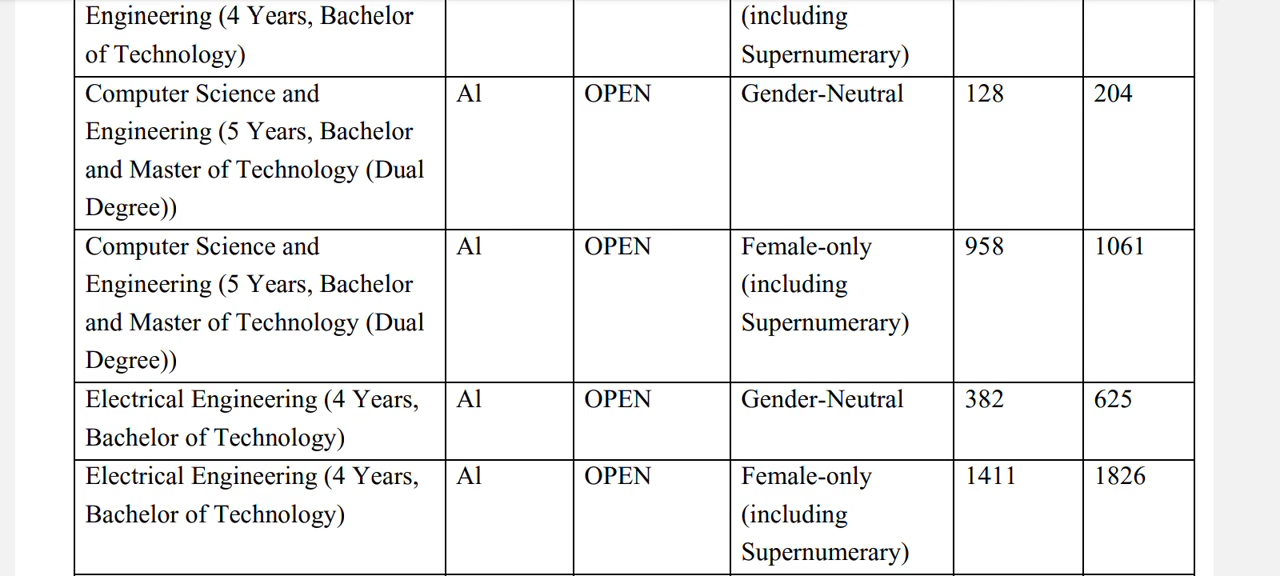 Engineering (4 Years, Bachelor (including
of Technology) Supernumerary)
Computer Science and AI OPEN Gender-Neutral 128 204
Engineering (5 Years, Bachelor
and Master of Technology (Dual
Degree))
Computer Science and AI OPEN Female-only 958 1061
Engineering (5 Years, Bachelor (including
and Master of Technology (Dual Supernumerary)
Degree))
Electrical Engineering (4 Years, AI OPEN Gender-Neutral 382 625
Bachelor of Technology)
Electrical Engineering (4 Years, AI OPEN Female-only 1411 1826
Bachelor of Technology) (including
Supernumerary)